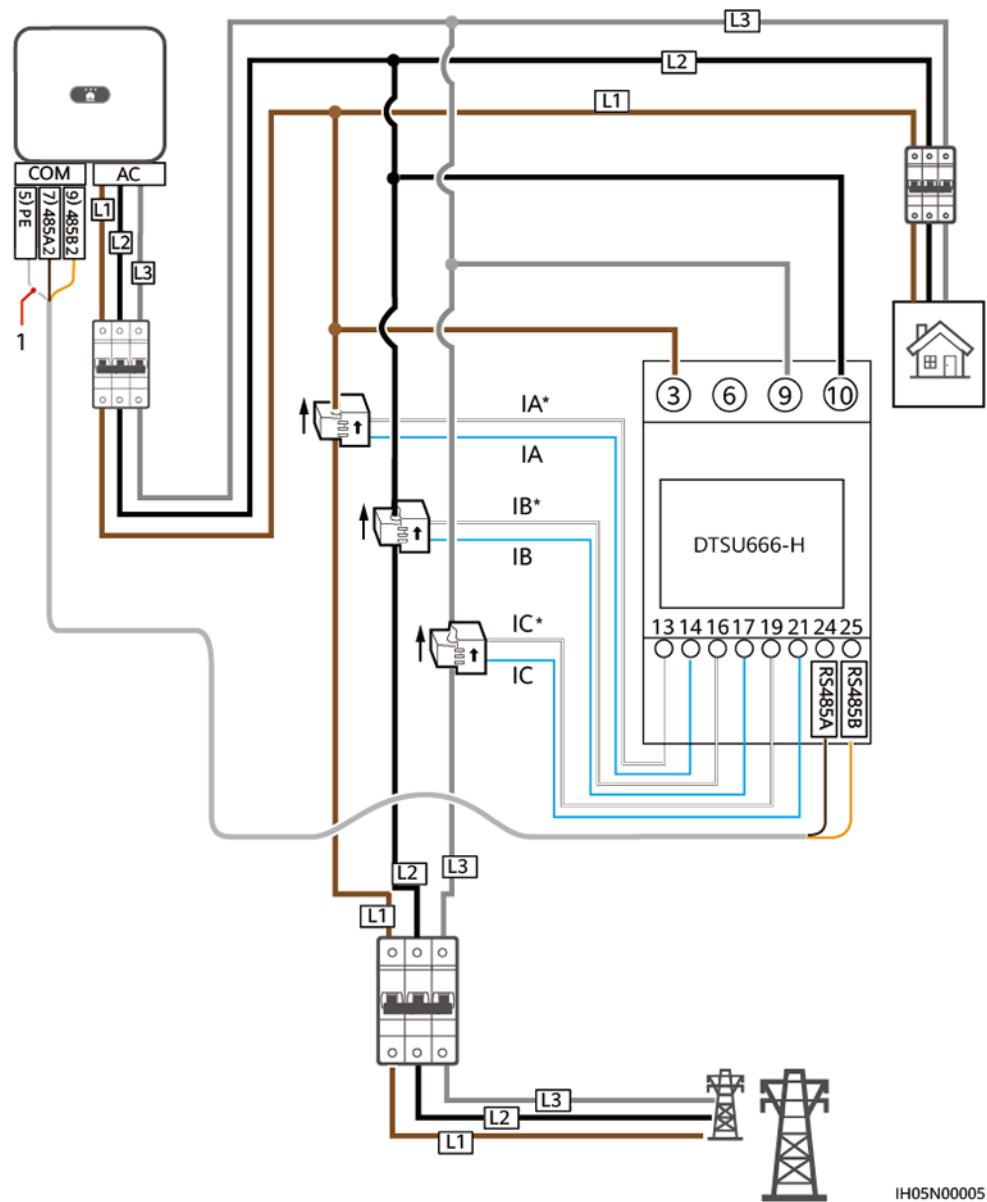 L3
L2
L1
COM
AC
5) PE
7) 485A2
9) 485B2
L1
L2
L3
1
3
6
9
10
IA*
IA
IB*
IB
DTSU666-H
IC*
IC
13 14 16 17 19 21 24 25
RS485A
RS485B
L3
L2
L1
L3
L2
L1
IH05N00005